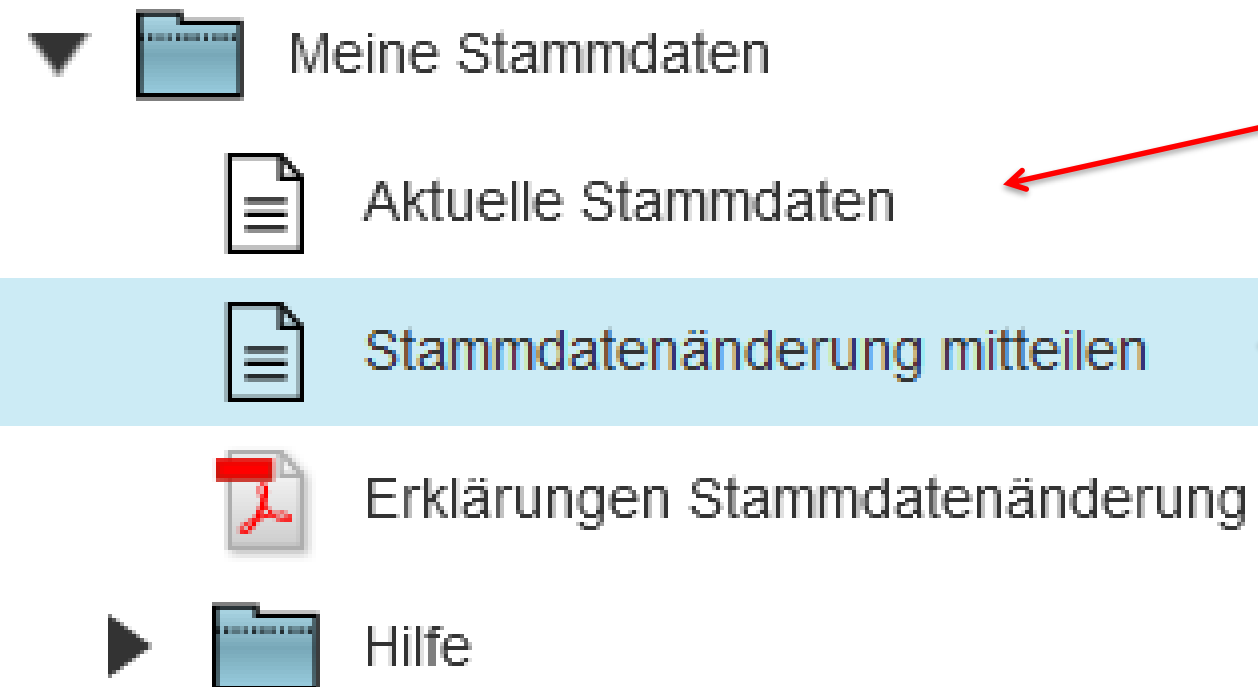 Meine Stammdaten
Aktuelle Stammdaten
Stammdatenänderung mitteilen
Erklärungen Stammdatenänderung
Hilfe